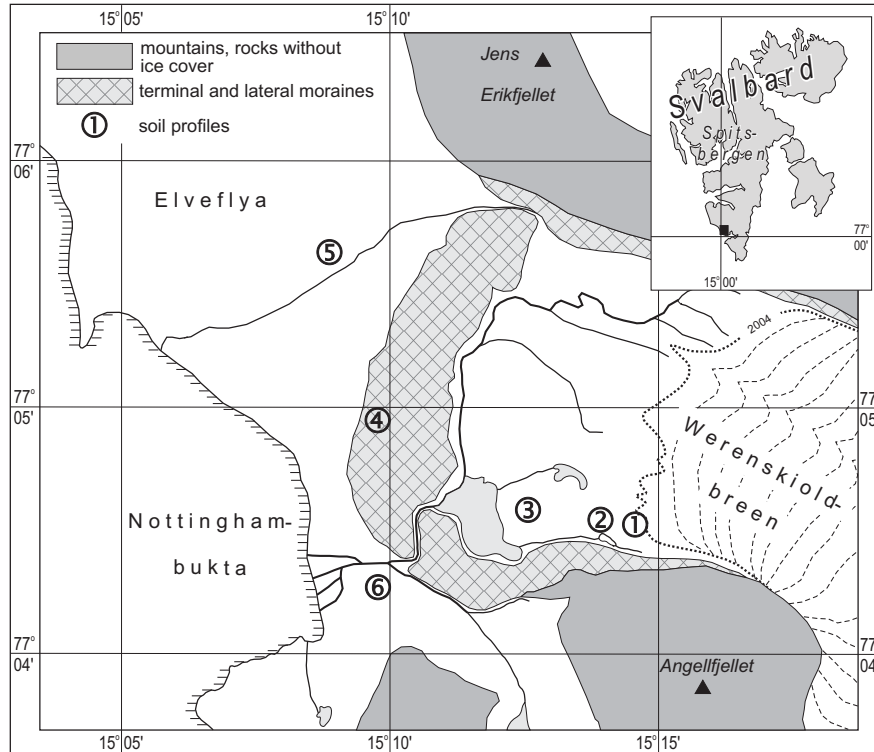 15° 05' 15° 10'
mountains, rocks without
ice cover
terminal and lateral moraines
① soil profiles
Jens
Erikfjellet
Svalbard
Spits-
bergen
77°
00'
15° 00'
77°
06'
Elveflya
⑤
2004
77°
05'
77°
05'
④
Werenskiold-
breen
Nottingham-
bukta
③
②
①
⑥
77°
04'
77°
04'
Angellfjellet
15° 05' 15° 10' 15° 15'